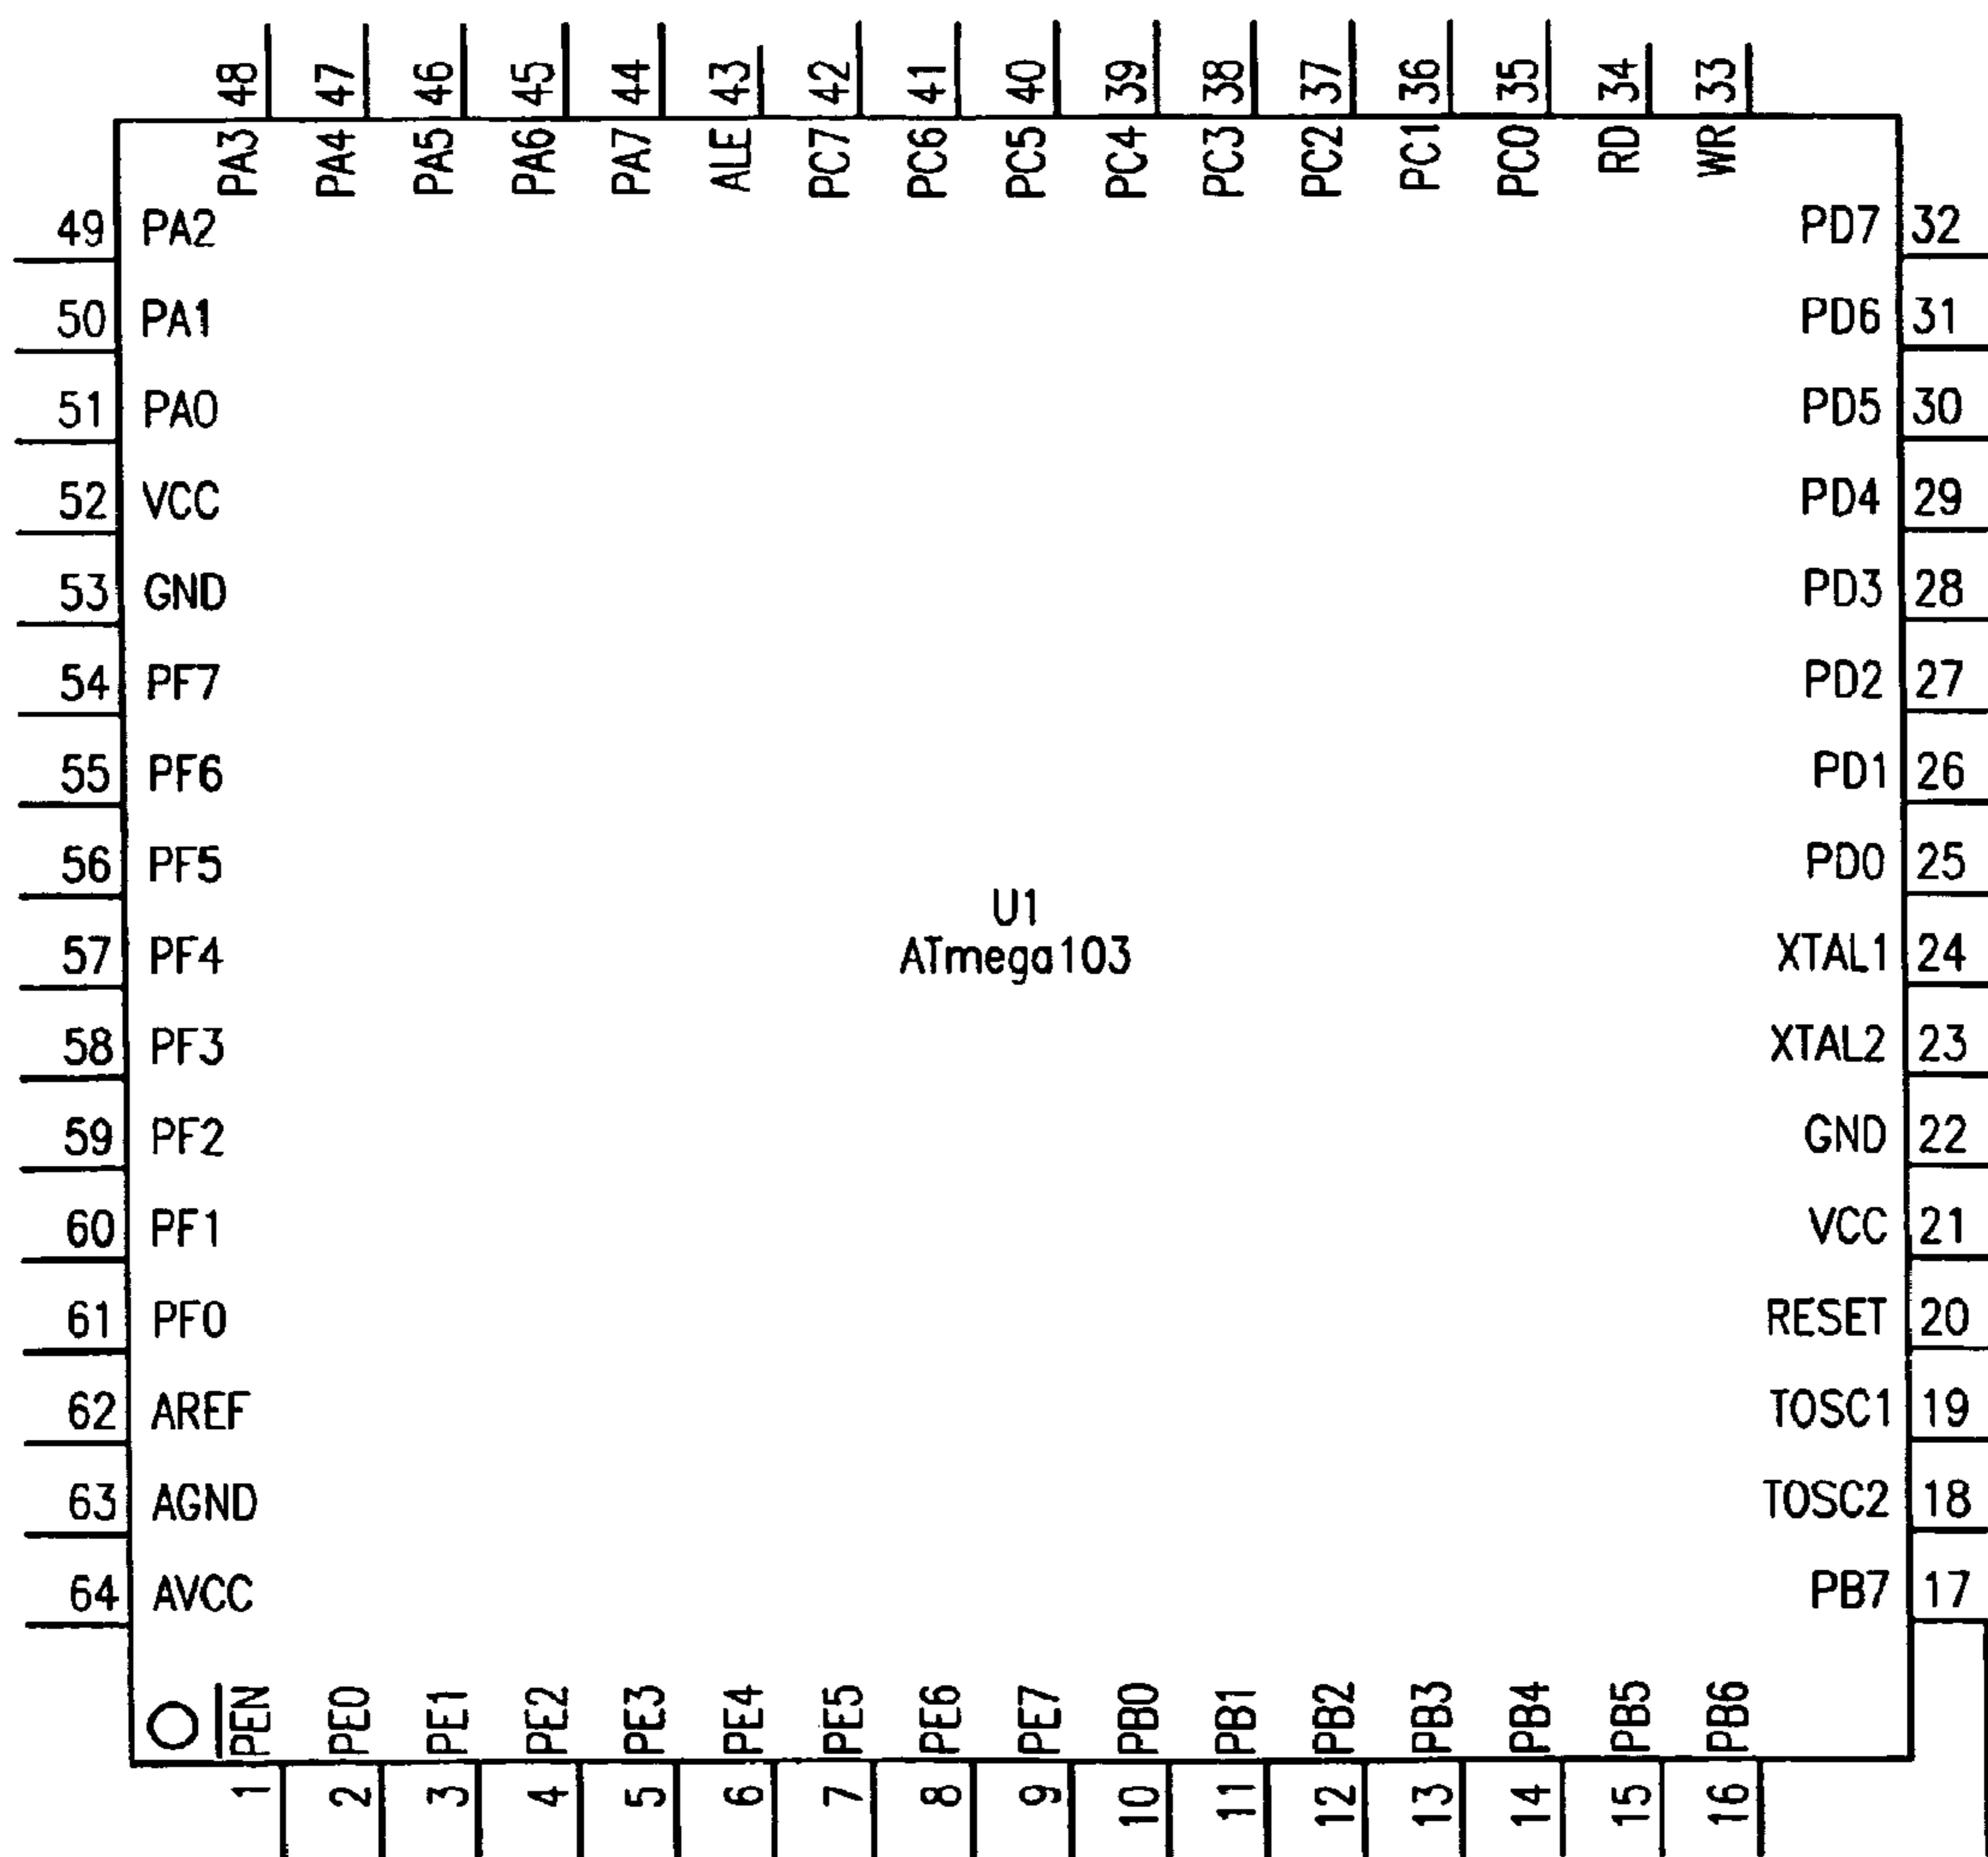 48 47 46 45 44 43 42 41 40 39 38 37 36 35 34 33
PA3 PA4 PA5 PA6 PA7 ALE PC7 PC6 PC5 PC4 PC3 PC2 PC1 PC0 RD WR
49 PA2 PD7 32
50 PA1 PD6 31
51 PA0 PD5 30
52 VCC PD4 29
53 GND PD3 28
54 PF7 PD2 27
55 PF6 PD1 26
56 PF5 PD0 25
U1
ATmega103
57 PF4 XTAL1 24
58 PF3 XTAL2 23
59 PF2 GND 22
60 PF1 VCC 21
61 PF0 RESET 20
62 AREF TOSC1 19
63 AGND TOSC2 18
64 AVCC PB7 17
PEN PE0 PE1 PE2 PE3 PE4 PE5 PE6 PE7 PB0 PB1 PB2 PB3 PB4 PB5 PB6
1 2 3 4 5 6 7 8 9 10 11 12 13 14 15 16